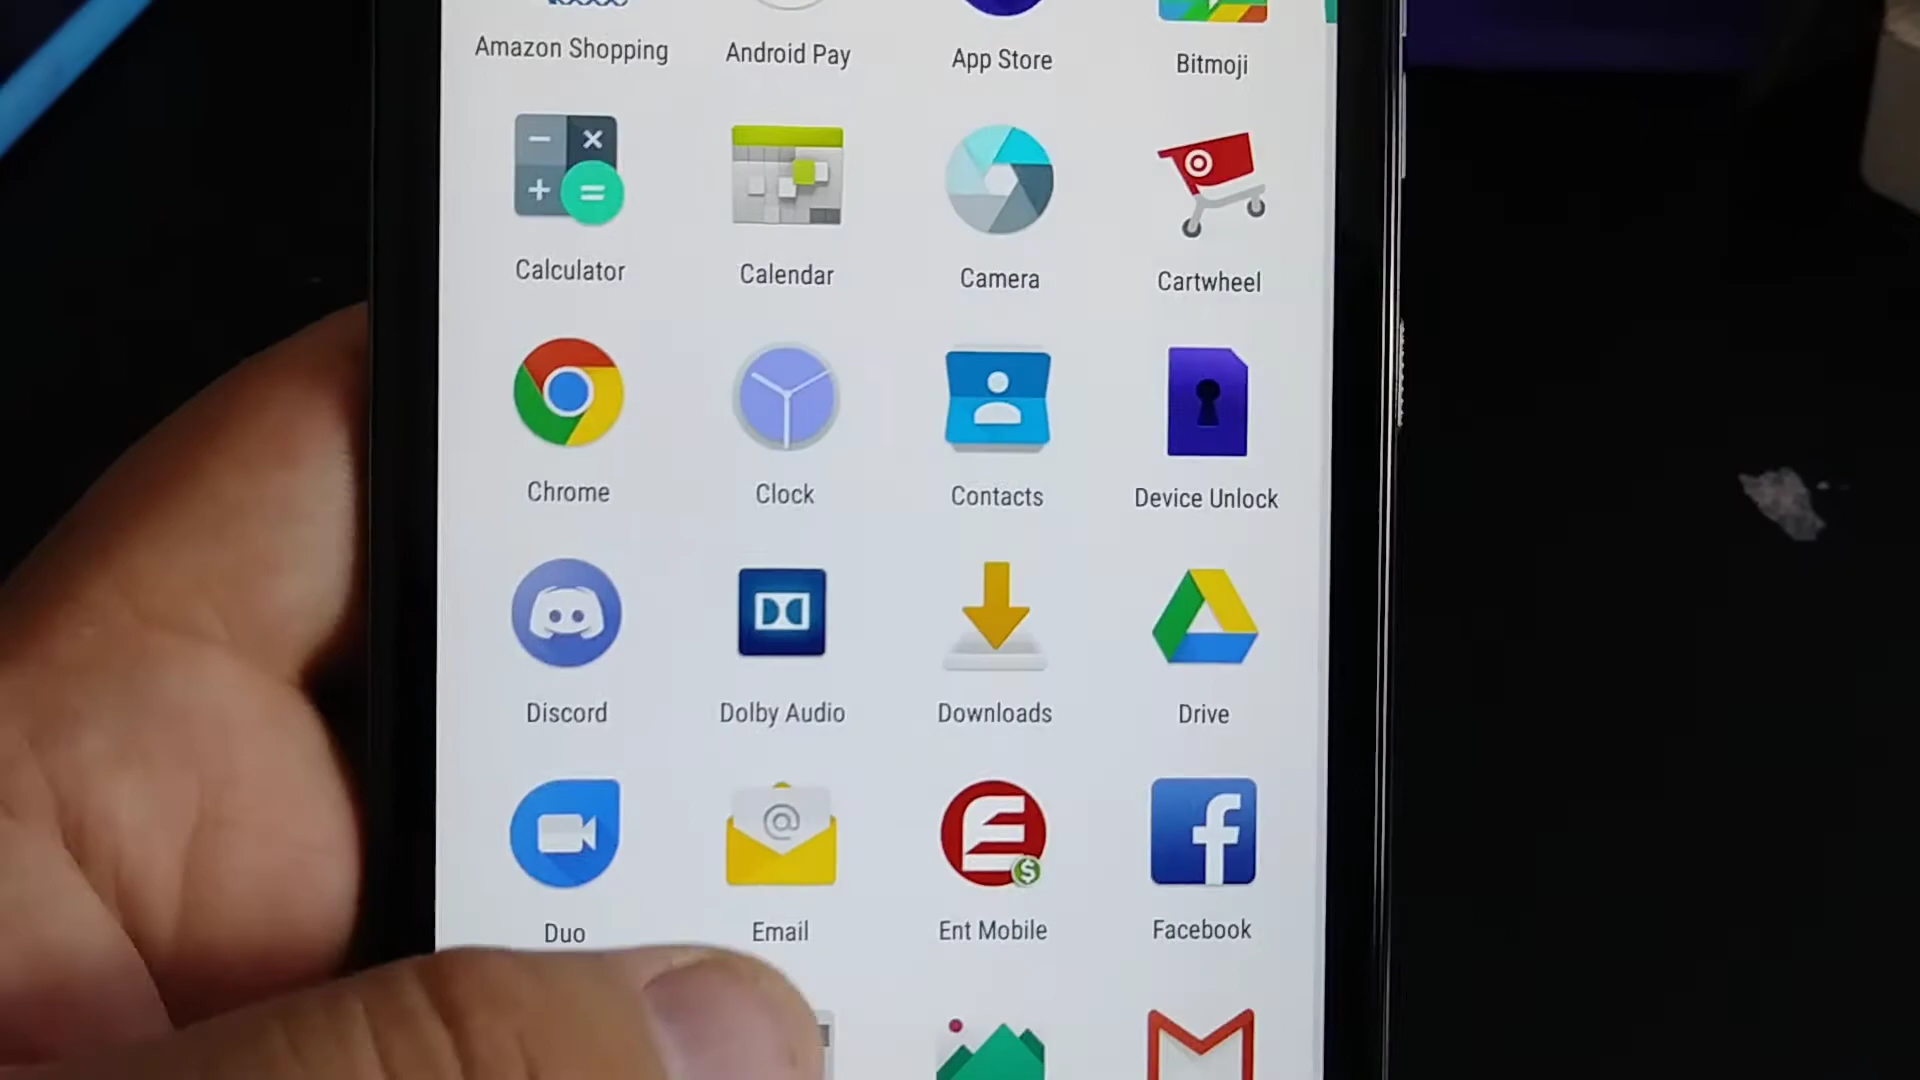 Amazon Shopping
Android Pay
App Store
Bitmoji
Calculator
Calendar
Camera
Cartwheel
Chrome
Clock
Contacts
Device Unlock
Discord
Dolby Audio
Downloads
Drive
@
$
f
Duo
Email
Ent Mobile
Facebook